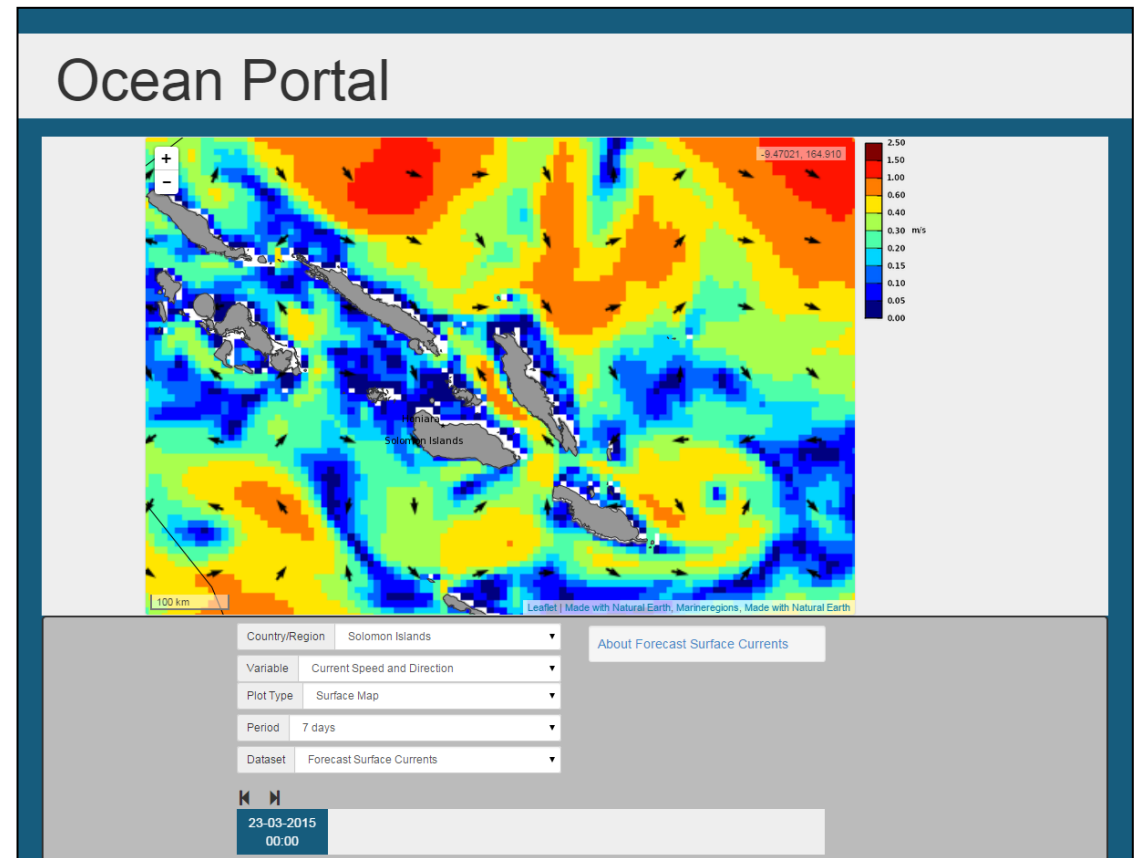 Ocean Portal
+
−
-9.47021, 164.910
2.50
1.50
1.00
0.60
0.40
0.30 m/s
0.20
0.15
0.10
0.05
0.00
Honiara
Solomon Islands
100 km
Leaflet | Made with Natural Earth, Marineregions, Made with Natural Earth
Country/Region Solomon Islands
About Forecast Surface Currents
Variable Current Speed and Direction
Plot Type Surface Map
Period 7 days
Dataset Forecast Surface Currents
23-03-2015
00:00